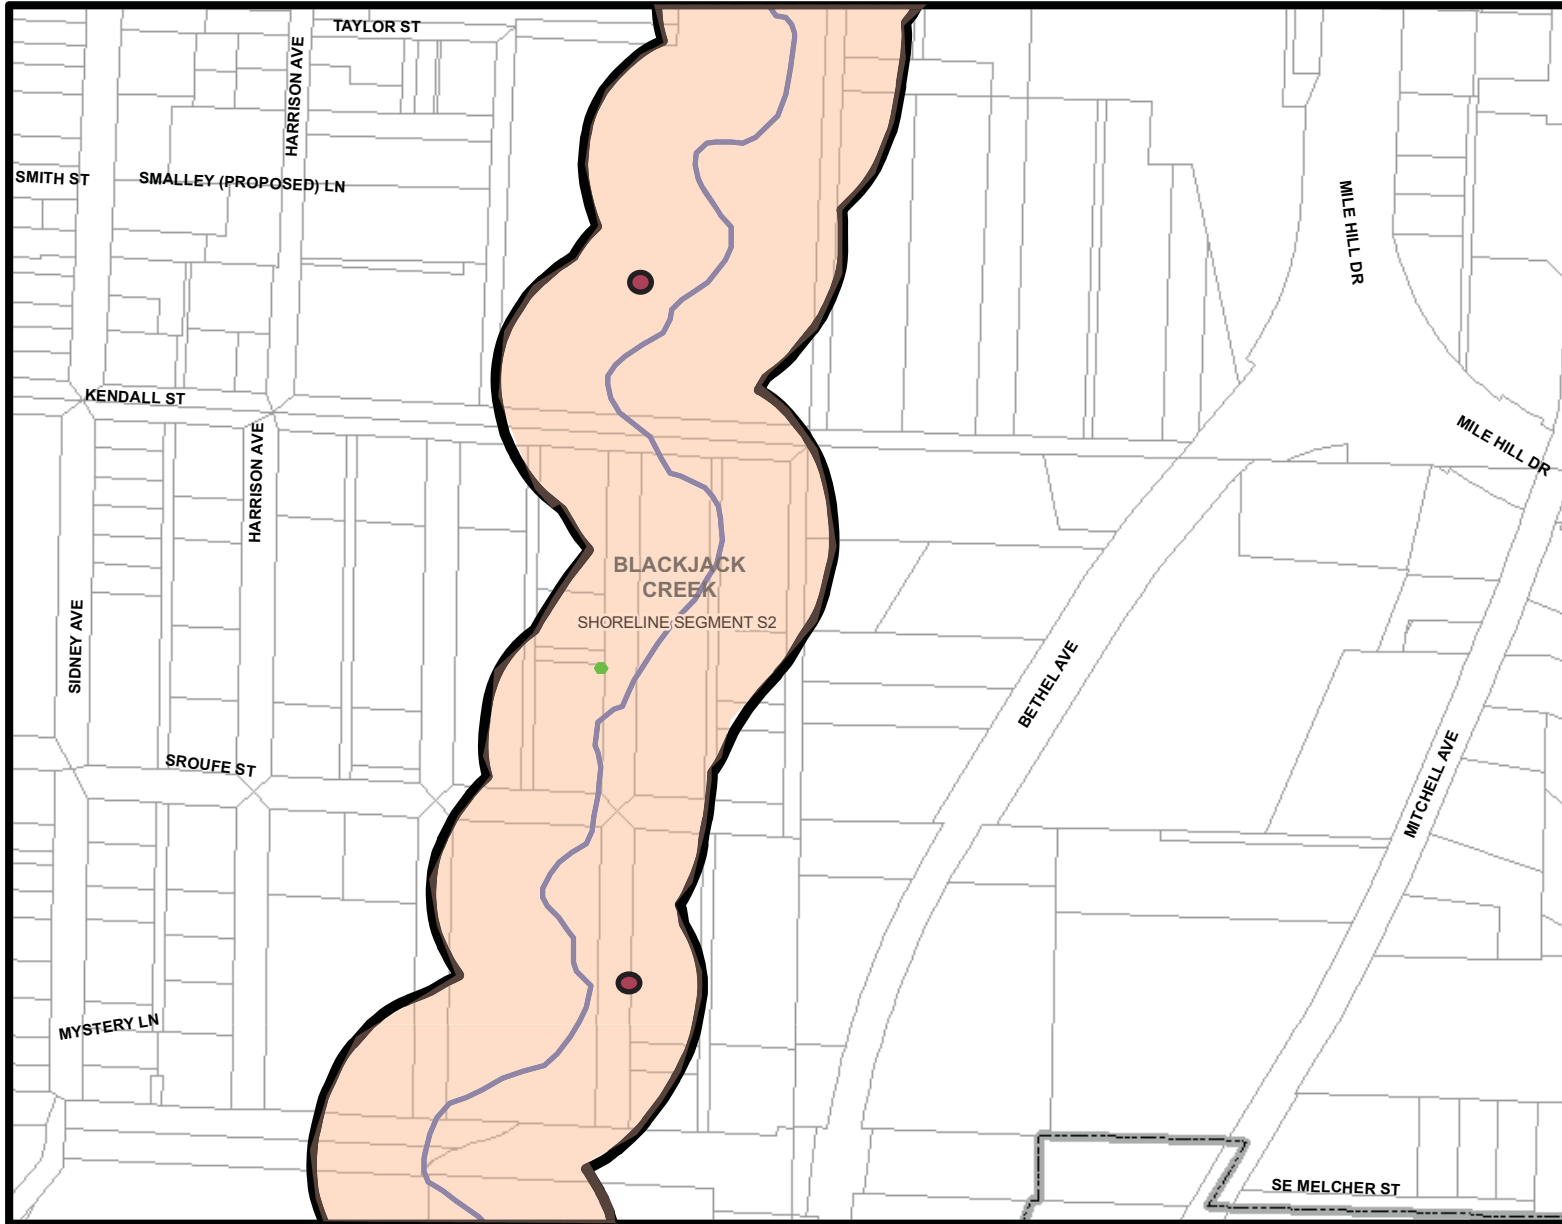 TAYLOR ST
HARRISON AVE
SMITH ST
SMALLEY (PROPOSED) LN
MILE HILL DR
KENDALL ST
MILE HILL DR
HARRISON AVE
BLACKJACK
CREEK
SHORELINE SEGMENT S2
SIDNEY AVE
BETHEL AVE
SROUFE ST
MITCHELL AVE
MYSTERY LN
SE MELCHER ST